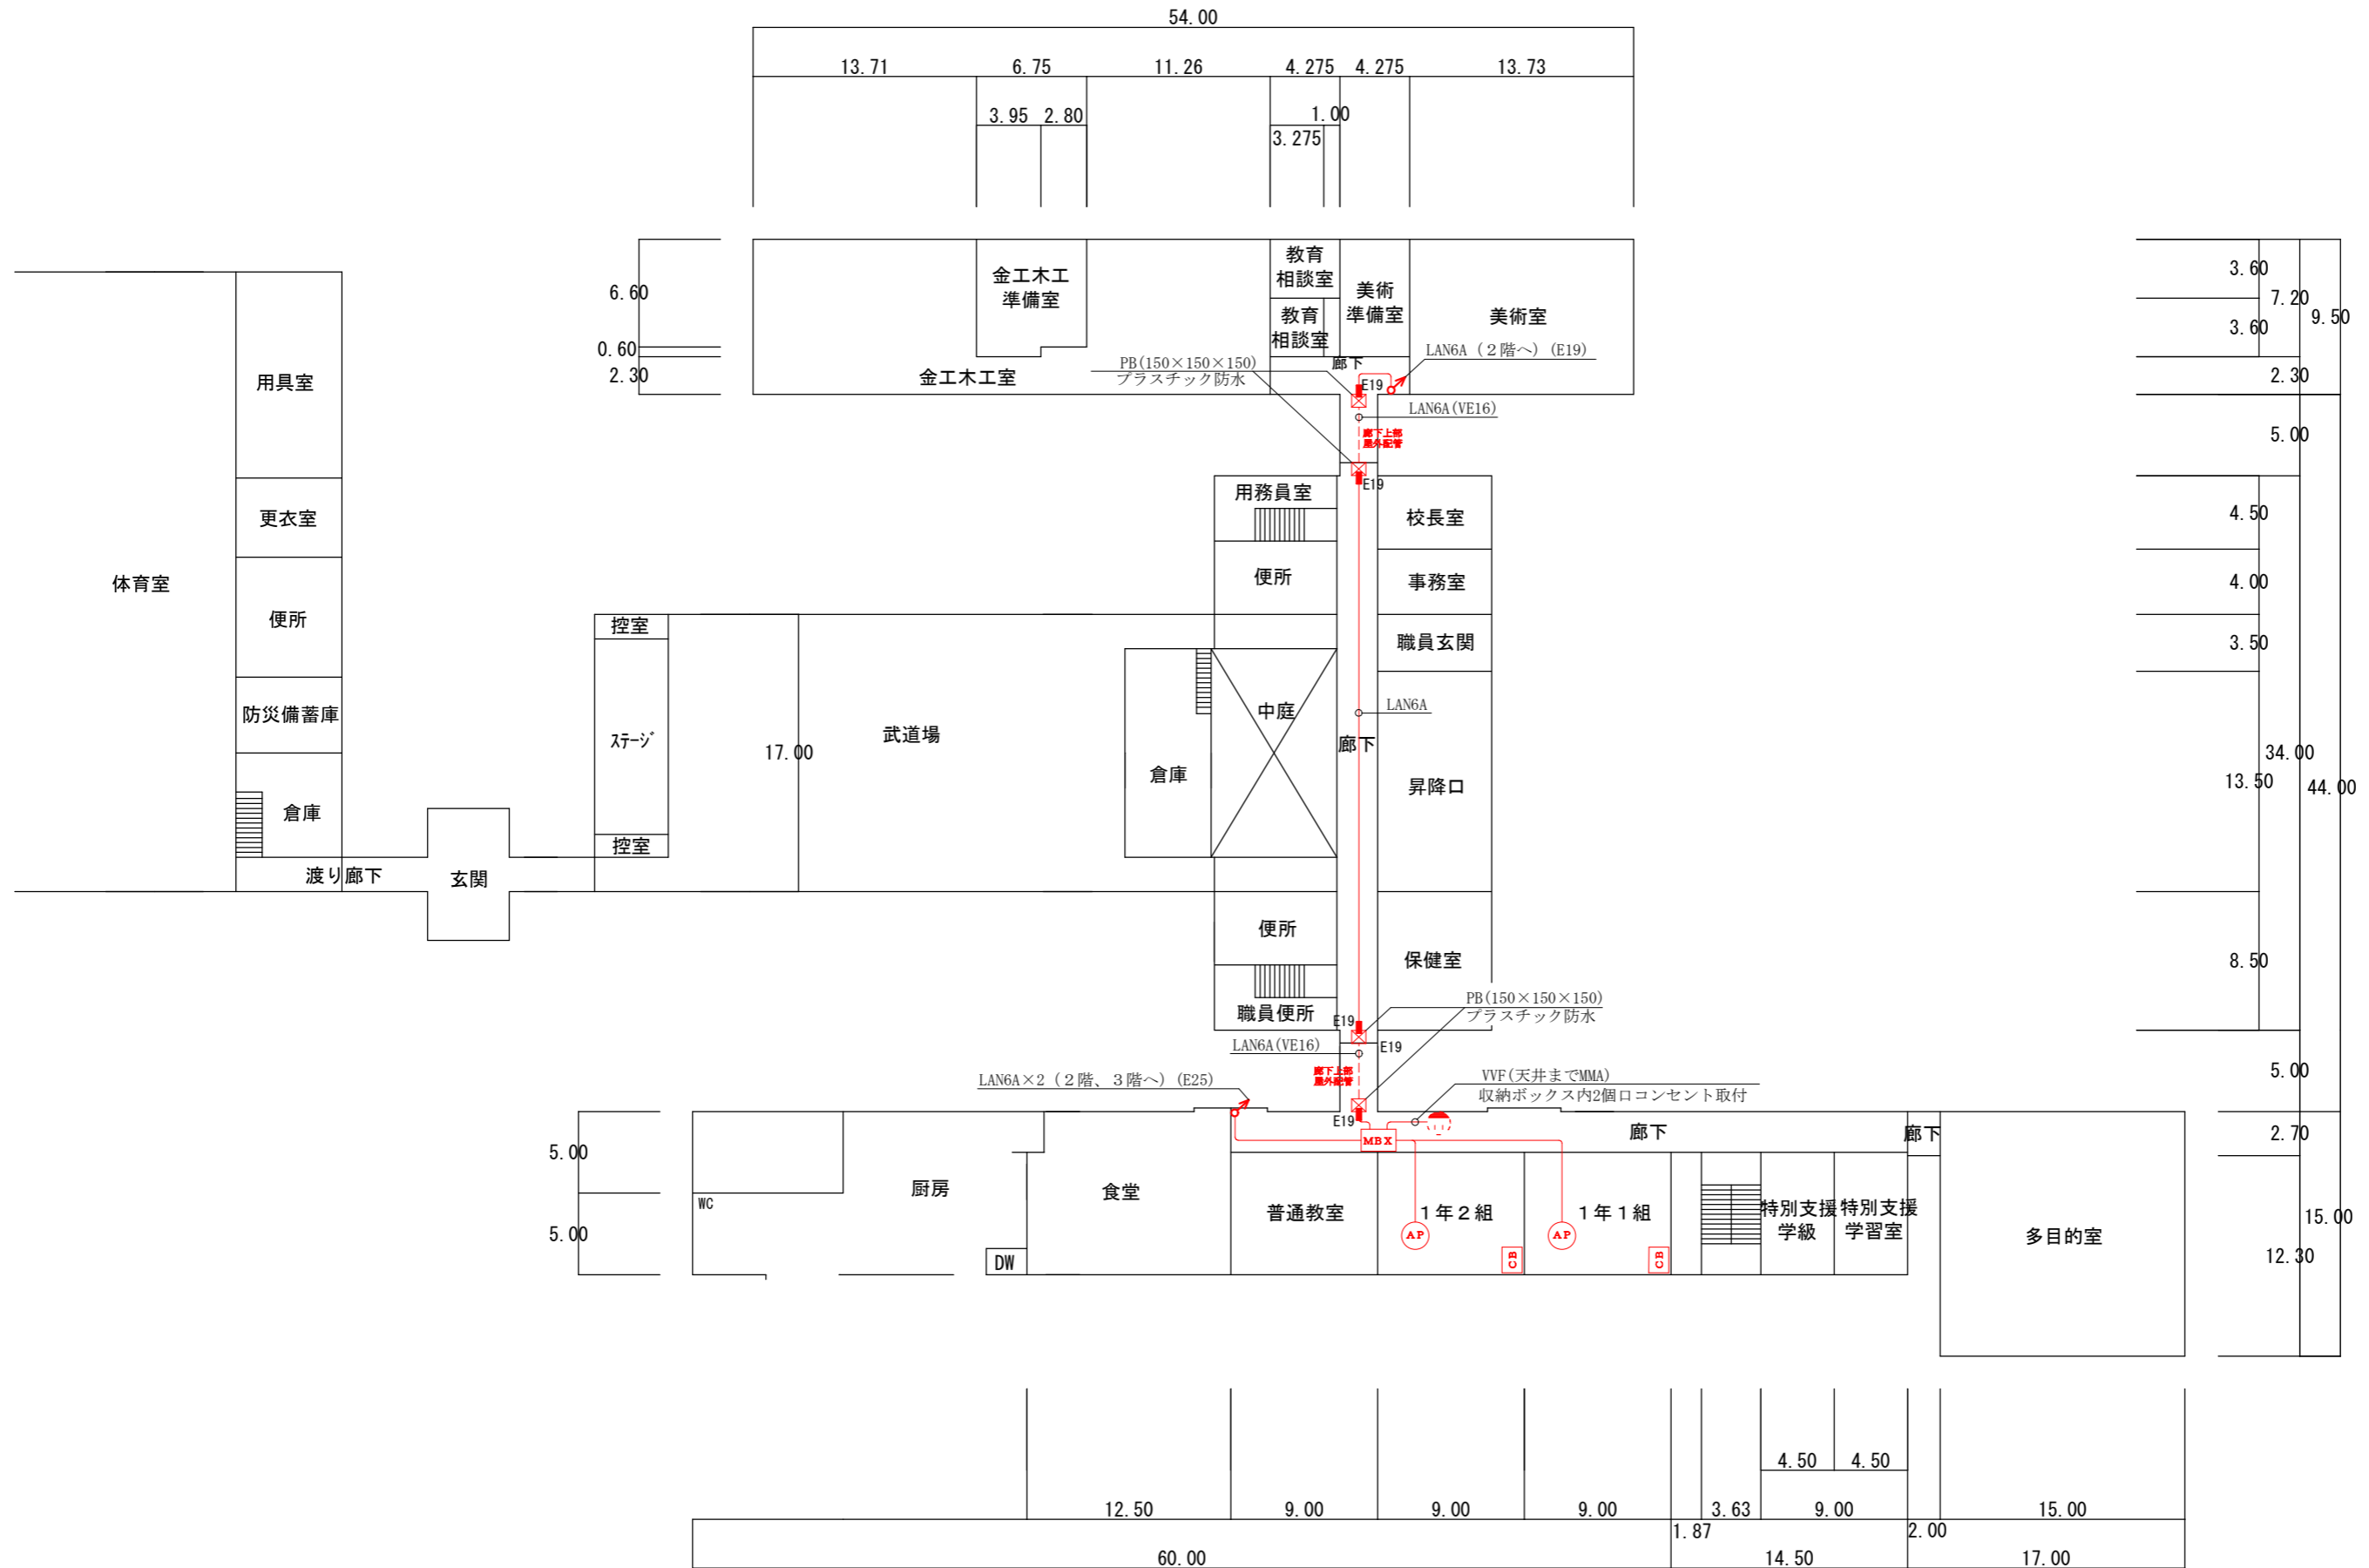 54.00
13.71
6.75
11.26
4.275
4.275
13.73
3.95
2.80
1.00
3.275
6.60
0.60
2.30
金工木工
準備室
金工木工室
教育
相談室
教育
相談室
美術
準備室
美術室
廊下
PB(150×150×150)
プラスチック防水
LAN6A（２階へ）(E19)
E19
LAN6A(VE16)
廊下上部
屋外配管
E19
3.60
7.20
9.50
3.60
2.30
5.00
4.50
4.00
3.50
34.00
13.50
44.00
8.50
5.00
2.70
15.00
12.30
用具室
更衣室
体育室
便所
防災備蓄庫
倉庫
渡り廊下
玄関
控室
ｽﾃｰｼﾞ
控室
17.00
武道場
倉庫
中庭
用務員室
便所
廊下
LAN6A
校長室
事務室
職員玄関
昇降口
保健室
便所
職員便所
E19
E19
PB(150×150×150)
プラスチック防水
LAN6A(VE16)
廊下上部
屋外配管
LAN6A×2（２階、３階へ）(E25)
VVF(天井までMMA)
収納ボックス内2個口コンセント取付
E19
MBX
廊下
廊下
5.00
5.00
WC
厨房
DW
食堂
普通教室
１年２組
AP
CB
１年１組
AP
CB
特別支援
学級
特別支援
学習室
多目的室
4.50
4.50
12.50
9.00
9.00
9.00
3.63
9.00
15.00
1.87
2.00
60.00
14.50
17.00